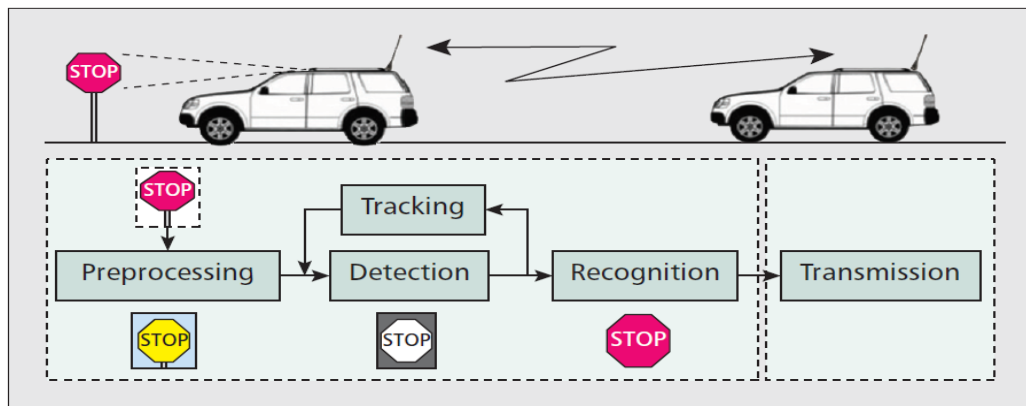 STOP
STOP
Tracking
Preprocessing
Detection
Recognition
Transmission
STOP
STOP
STOP